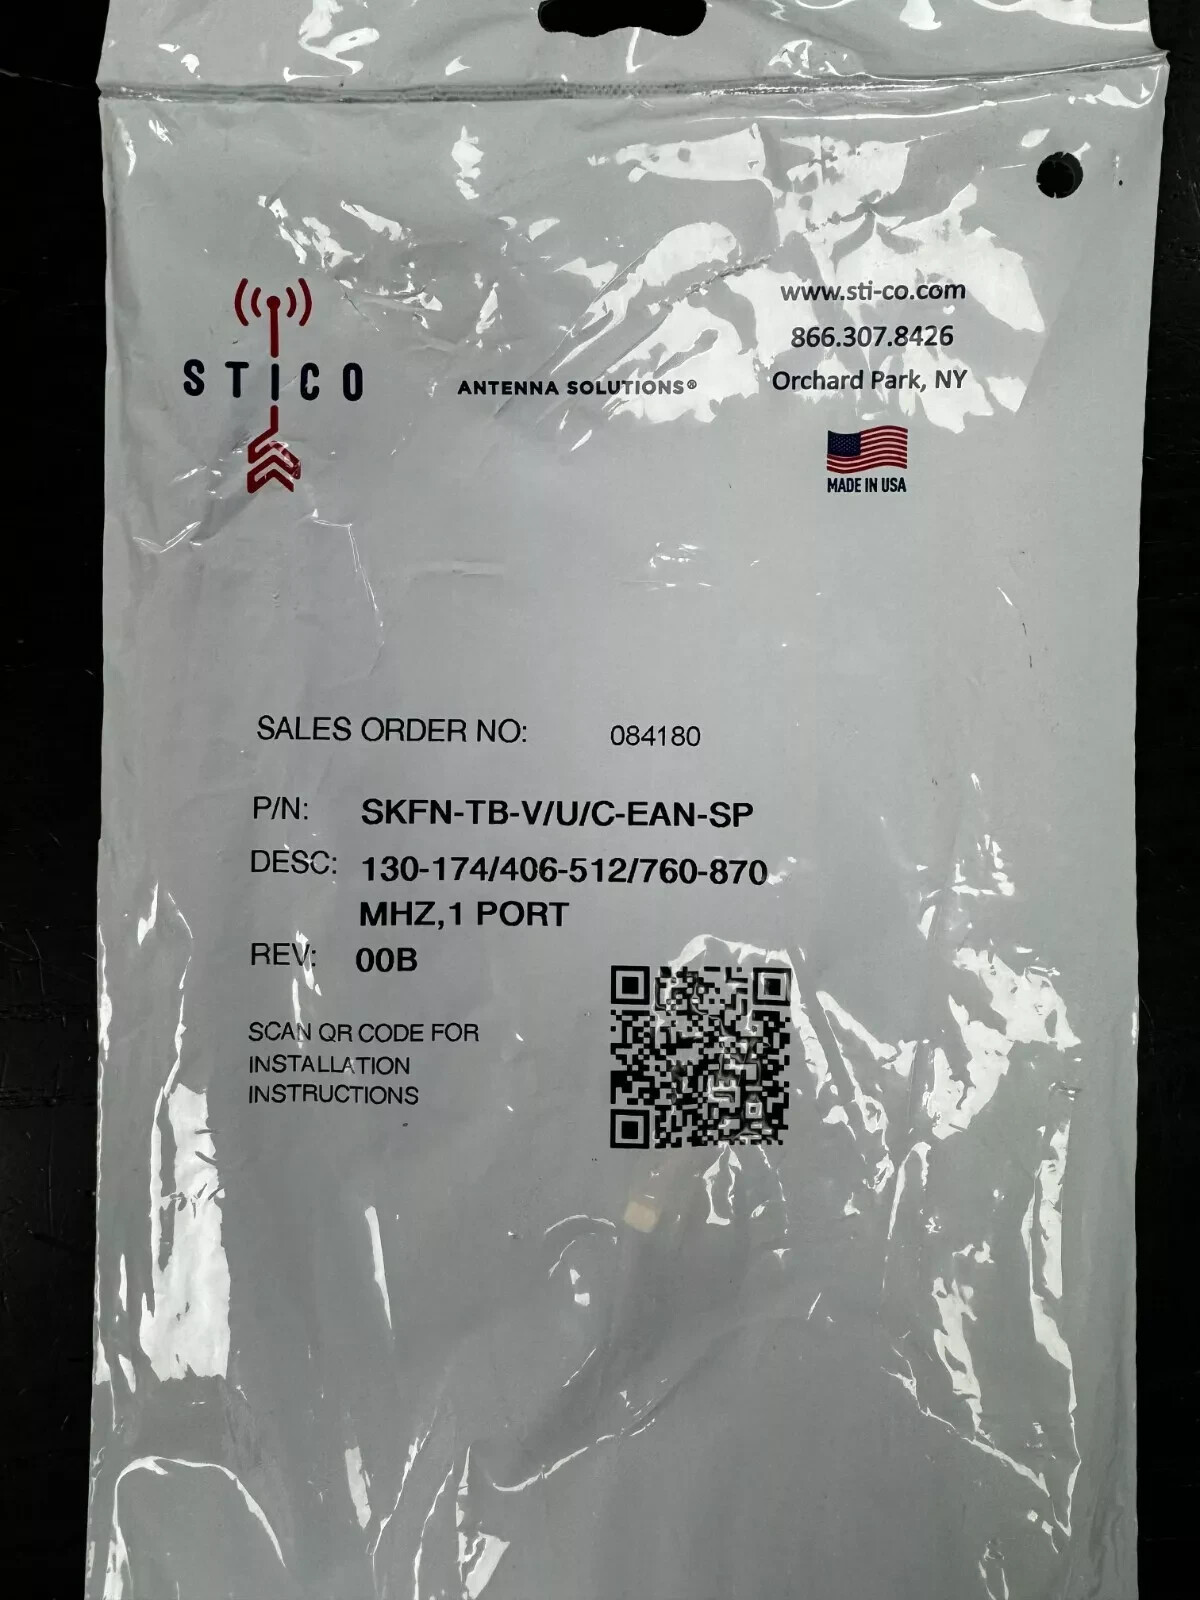 www.sti-co.com
866.307.8426
STICO
ANTENNA SOLUTIONS®
Orchard Park, NY
MADE IN USA
SALES ORDER NO: 084180
P/N: SKFN-TB-V/U/C-EAN-SP
DESC: 130-174/406-512/760-870
MHZ,1 PORT
REV: 00B
SCAN QR CODE FOR
INSTALLATION
INSTRUCTIONS